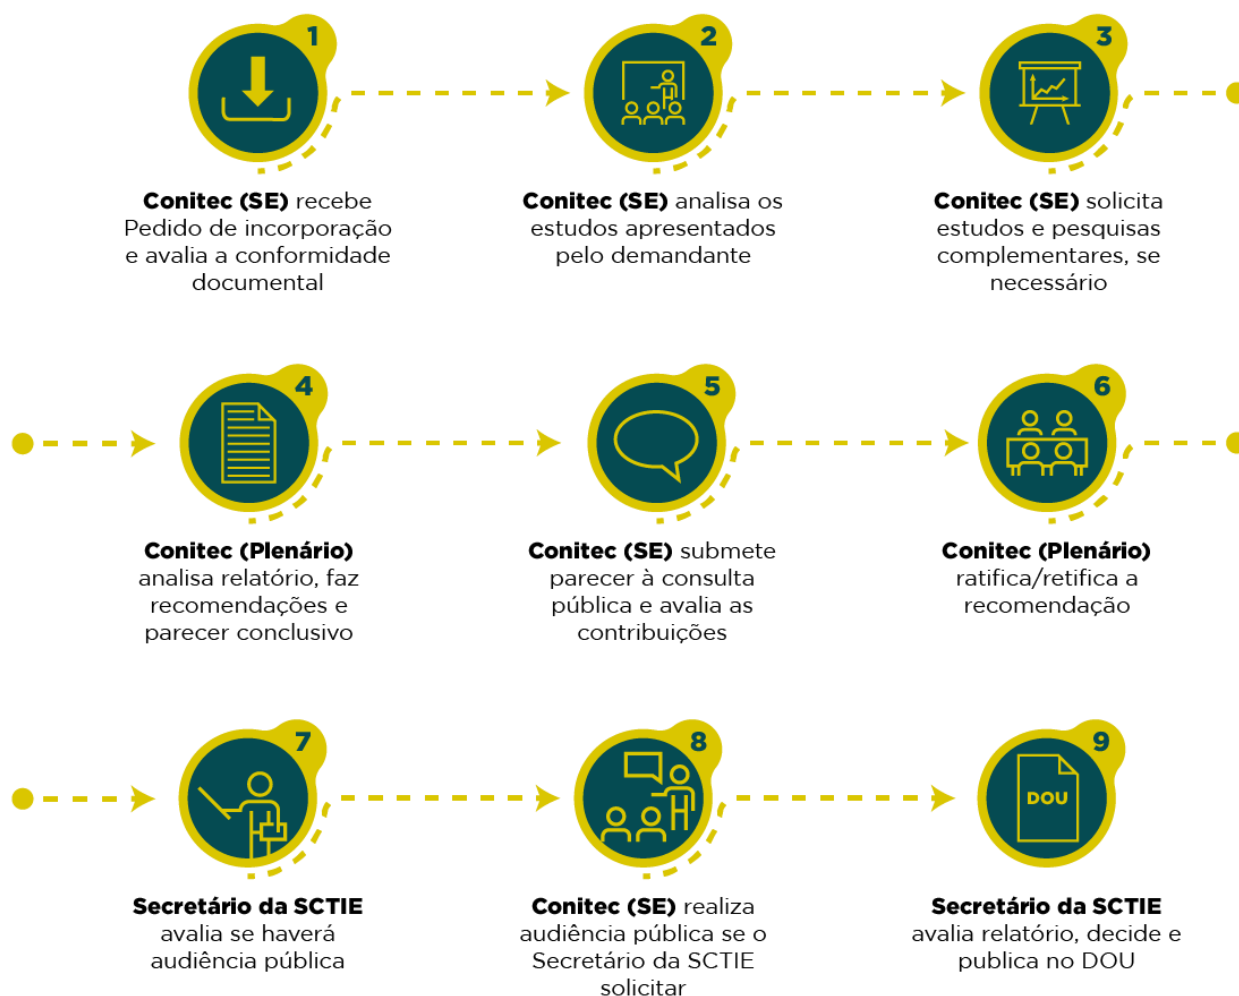 1
Conitec (SE) recebe
Pedido de incorporação
e avalia a conformidade
documental
2
Conitec (SE) analisa os
estudos apresentados
pelo demandante
3
Conitec (SE) solicita
estudos e pesquisas
complementares, se
necessário
4
Conitec (Plenário)
analisa relatório, faz
recomendações e
parecer conclusivo
5
Conitec (SE) submete
parecer à consulta
pública e avalia as
contribuições
6
Conitec (Plenário)
ratifica/retifica a
recomendação
7
Secretário da SCTIE
avalia se haverá
audiência pública
8
Conitec (SE) realiza
audiência pública se o
Secretário da SCTIE
solicitar
9
DOU
Secretário da SCTIE
avalia relatório, decide e
publica no DOU